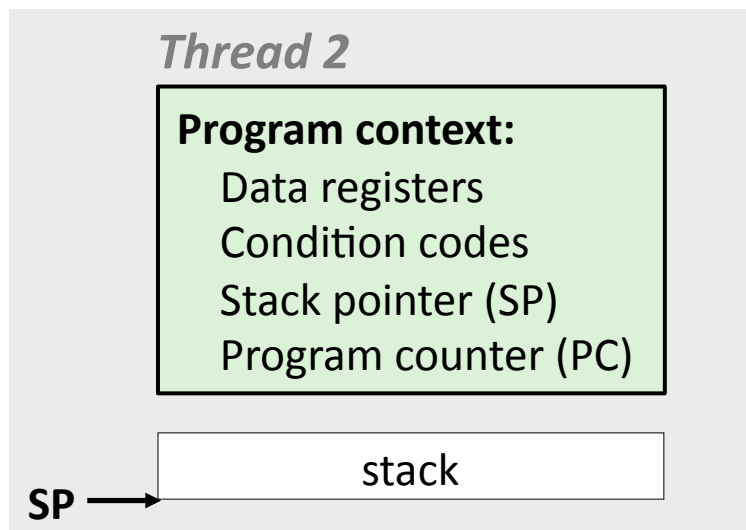 Thread 2
Program context:
Data registers
Condition codes
Stack pointer (SP)
Program counter (PC)
stack
SP